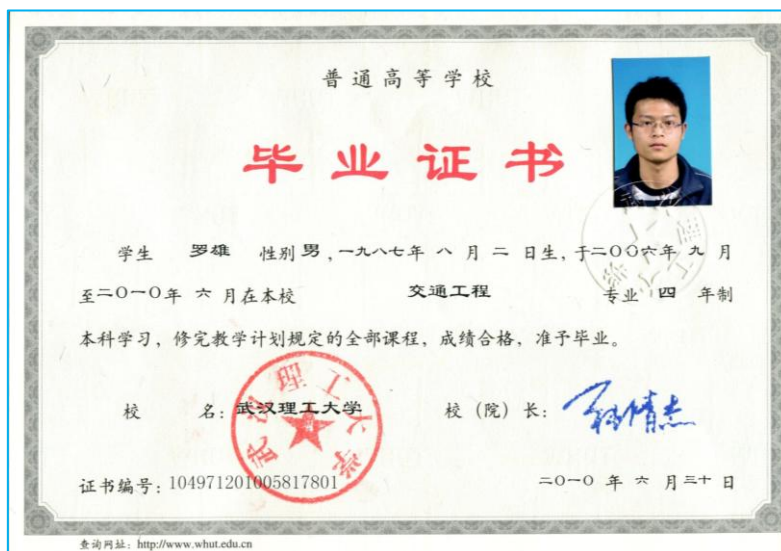 普通高等学校
毕业证书
学生 罗雄 性别 男，一九八七年 八 月 二 日生，于二〇〇六年 九 月
至二〇一〇年 六 月在本校 交通工程 专业 四 年制
本科学习，修完教学计划规定的全部课程，成绩合格，准予毕业。
校 名：武汉理工大学 校（院）长：
武汉理工大学
证书编号：104971201005817801 二〇一〇 年 六 月三十日
查询网址：http://www.whut.edu.cn